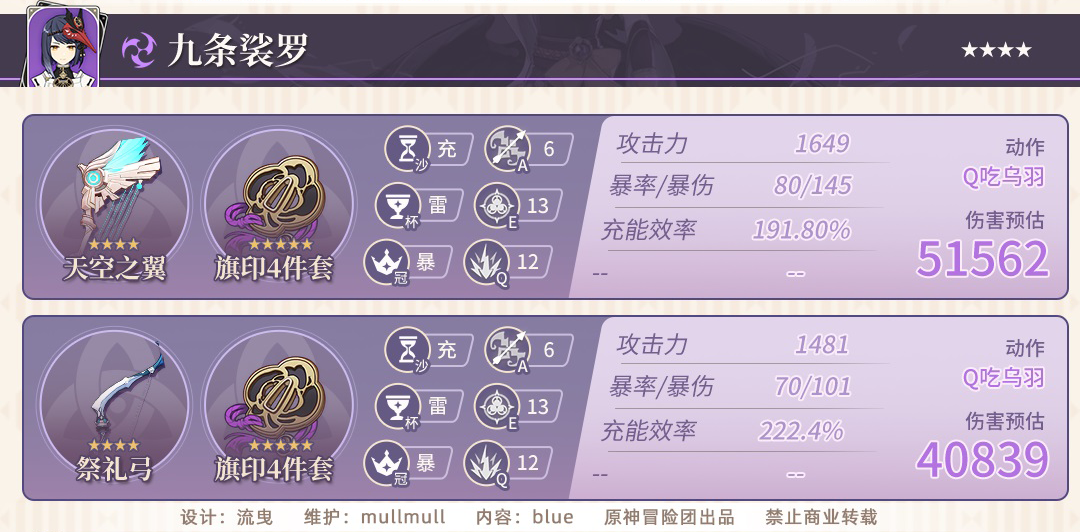 九条裟罗
★★★★
充 6 攻击力 1649 动作
沙 A Q吃乌羽
雷 13 暴率/暴伤 80/145
杯 E 伤害预估
★★★★ ★★★★★ 充能效率 191.80% 51562
天空之翼 旗印4件套 暴 12 -- --
冠 Q
充 6 攻击力 1481 动作
沙 A Q吃乌羽
雷 13 暴率/暴伤 70/101
杯 E 伤害预估
★★★★ ★★★★★ 充能效率 222.4% 40839
祭礼弓 旗印4件套 暴 12 -- --
冠 Q
设计：流曳 维护：mullmull 内容：blue 原神冒险团出品 禁止商业转载